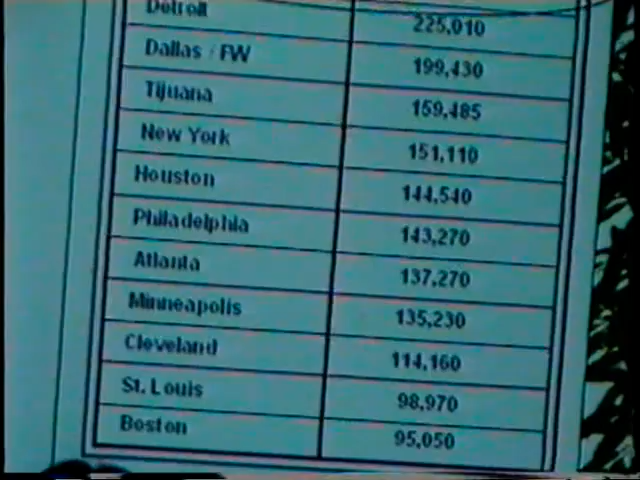 Detroit 225,010
Dallas / FW 199,430
Tijuana 159,485
New York 151,110
Houston 144,540
Philadelphia 143,270
Atlanta 137,270
Minneapolis 135,230
Cleveland 114,160
St. Louis 98,970
Boston 95,050